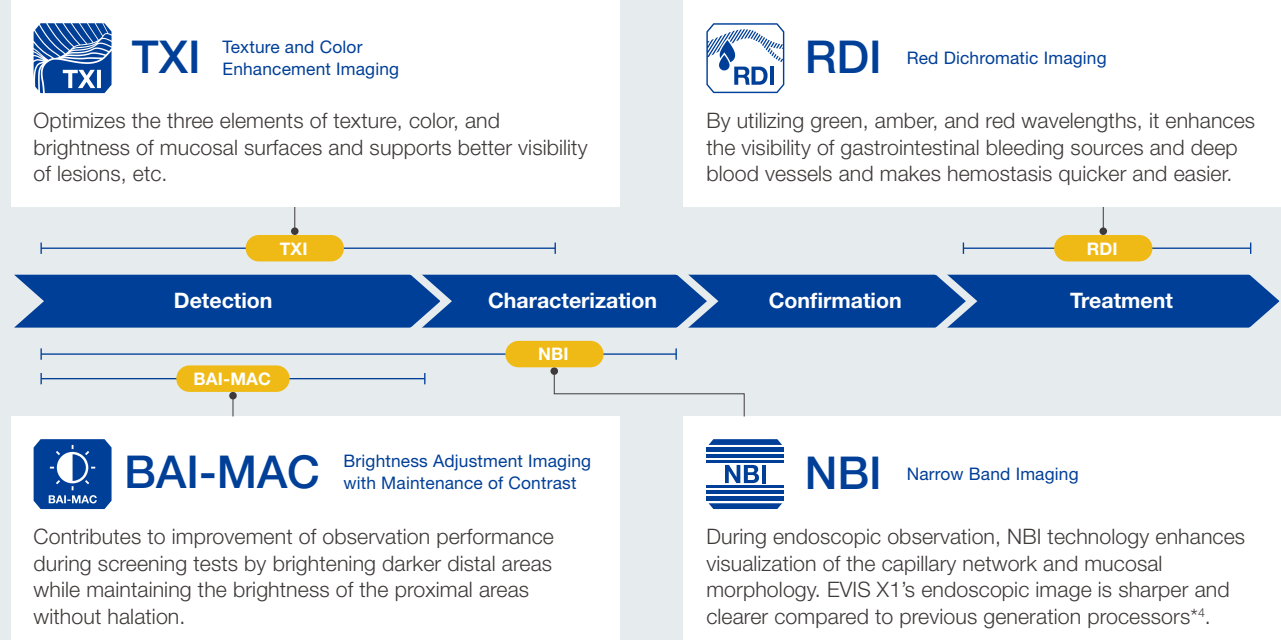 TXI
TXI
Texture and Color
Enhancement Imaging
Optimizes the three elements of texture, color, and
brightness of mucosal surfaces and supports better visibility
of lesions, etc.
RDI
RDI
Red Dichromatic Imaging
By utilizing green, amber, and red wavelengths, it enhances
the visibility of gastrointestinal bleeding sources and deep
blood vessels and makes hemostasis quicker and easier.
TXI
RDI
Detection
Characterization
Confirmation
Treatment
NBI
BAI-MAC
BAI-MAC
BAI-MAC
Brightness Adjustment Imaging
with Maintenance of Contrast
Contributes to improvement of observation performance
during screening tests by brightening darker distal areas
while maintaining the brightness of the proximal areas
without halation.
NBI
NBI
Narrow Band Imaging
During endoscopic observation, NBI technology enhances
visualization of the capillary network and mucosal
morphology. EVIS X1’s endoscopic image is sharper and
clearer compared to previous generation processors*4.